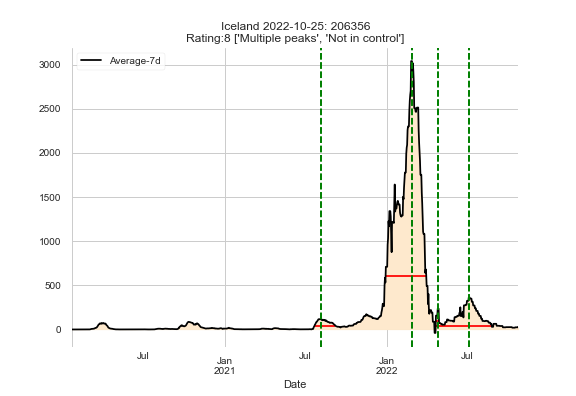 Iceland 2022-10-25: 206356
Rating:8 ['Multiple peaks', 'Not in control']
Average-7d
3000
2500
2000
1500
1000
500
0
Jul
Jan
2021
Jul
Jan
2022
Jul
Date